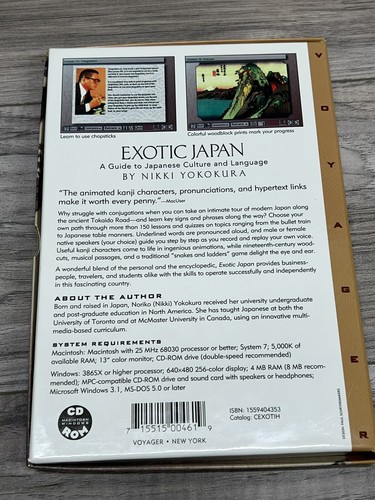 Learn to use chopsticks
Colorful woodblock prints mark your progress
EXOTIC JAPAN
A Guide to Japanese Culture and Language
BY NIKKI YOKOKURA
"The animated kanji characters, pronunciations, and hypertext links
make it worth every penny."—MacUser
Why struggle with conjugations when you can take an intimate tour of modern Japan along
the ancient Tokaido Road—and learn key signs and phrases along the way? Choose your
own path through more than 150 lessons and quizzes on topics ranging from the bullet train
to Japanese table manners. Underlined words are pronounced aloud, and male or female
native speakers (your choice) guide you step by step as you record and replay your own voice.
Useful kanji characters come to life in ingenious animations, while nineteenth-century wood-
cuts, musical passages, and a traditional "snakes and ladders" game delight the eye and ear.
A wonderful blend of the personal and the encyclopedic, Exotic Japan provides business-
people, travelers, and students alike with the skills to operate successfully and independently
in this fascinating country.
ABOUT THE AUTHOR
Born and raised in Japan, Noriko (Nikki) Yokokura received her university undergraduate
and post-graduate education in North America. She has taught Japanese at both the
University of Toronto and at McMaster University in Canada, using an innovative multi-
media-based curriculum.
SYSTEM REQUIREMENTS
Macintosh: Macintosh with 25 MHz 68030 processor or better; System 7; 5,000K of
available RAM; 13" color monitor; CD-ROM drive (double-speed recommended)
Windows: 386SX or higher processor; 640x480 256-color display; 4 MB RAM (8 MB recom-
mended); MPC-compatible CD-ROM drive and sound card with speakers or headphones;
Microsoft Windows 3.1, MS-DOS 5.0 or later
CD
MACINTOSH
WINDOWS
ROM
7 15515 00461 9
VOYAGER • NEW YORK
ISBN: 1559404353
Catalog: CEXOTIH
VOYAGER